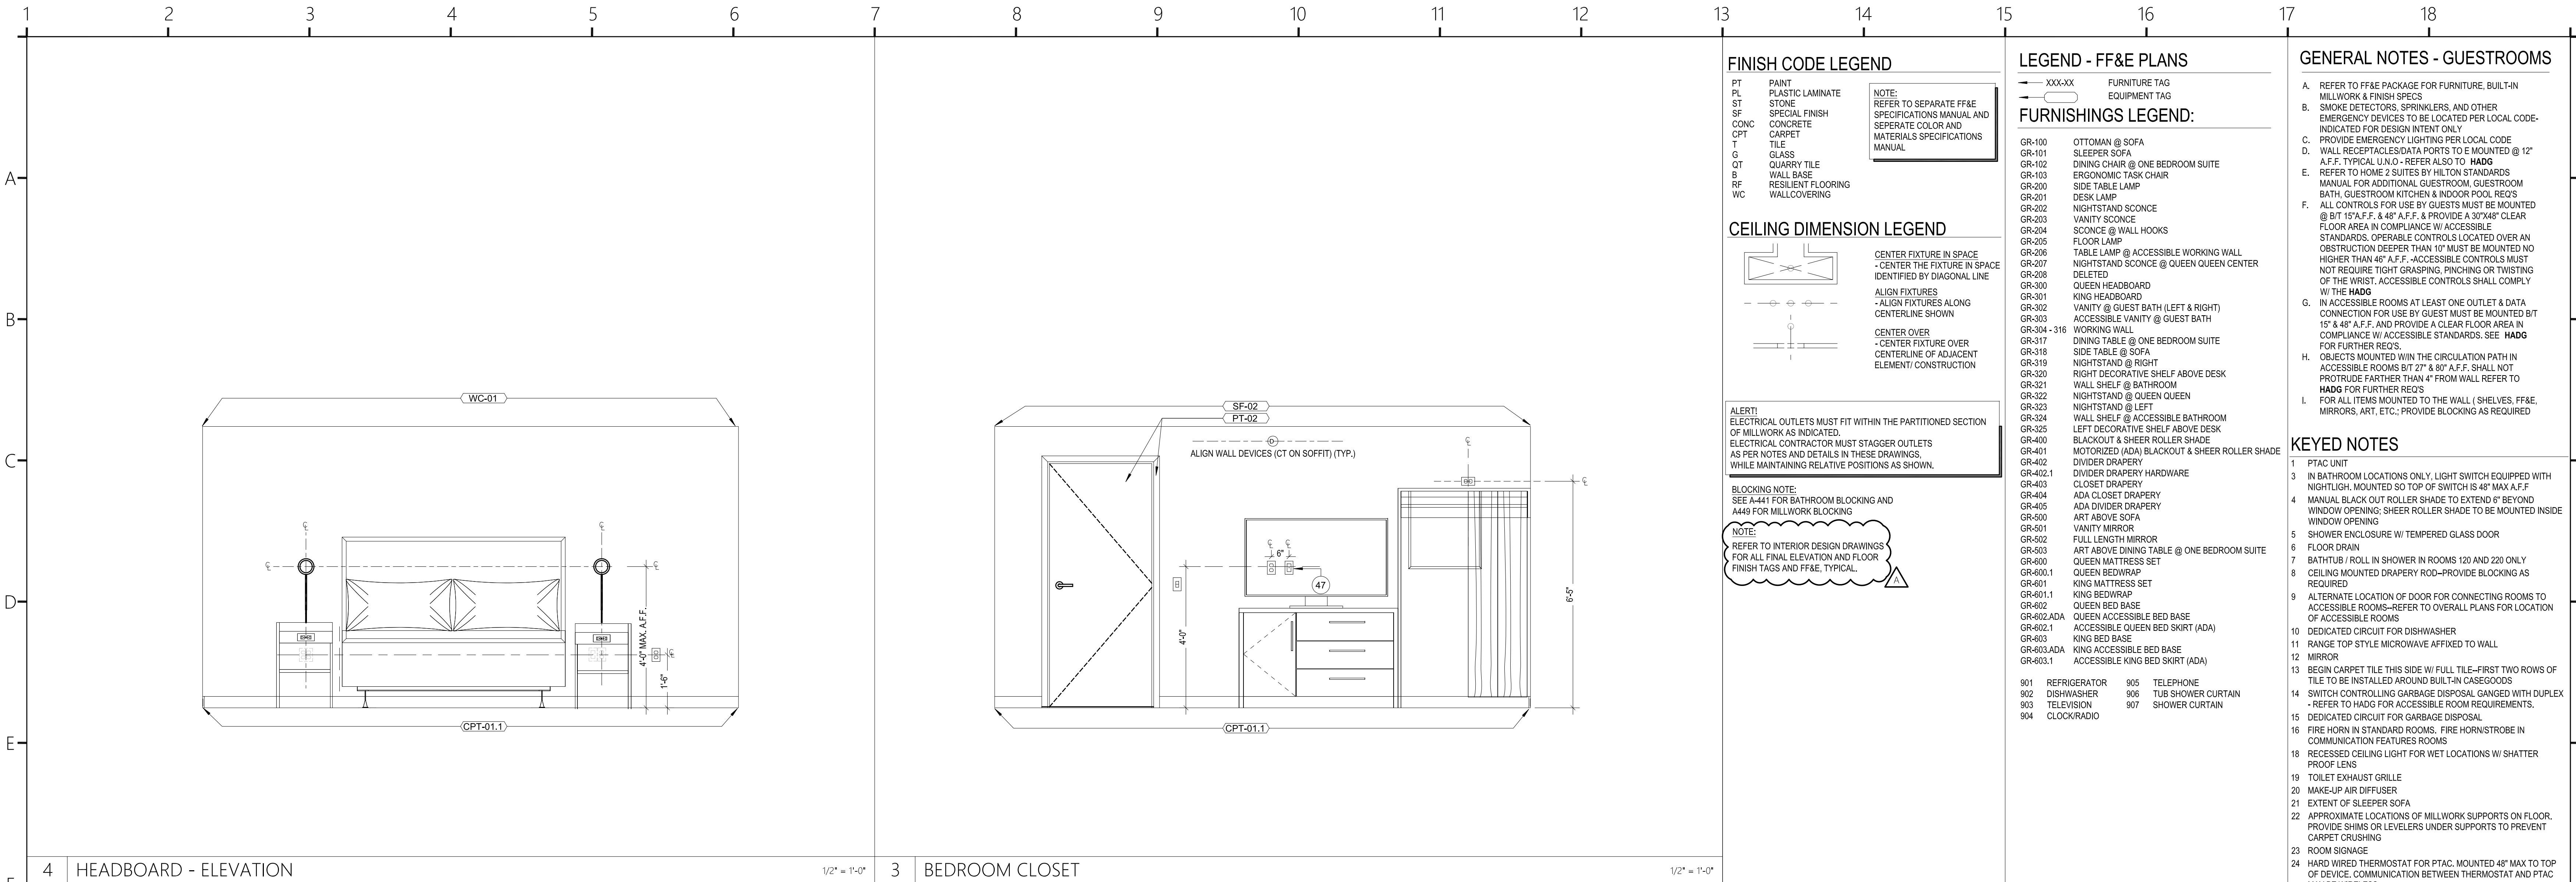 1 2 3 4 5 6 7 8 9 10 11 12 13 14 15 16 17 18
A
B
C
D
E
WC-01
℄ ℄
℄ ℄
4'-0" MAX. A.F.F.
℄
1'-6"
CPT-01.1
4 HEADBOARD - ELEVATION 1/2" = 1'-0"
SF-02
PT-02
D
ALIGN WALL DEVICES (CT ON SOFFIT) (TYP.)
℄
℄
℄ ℄
6"
47
4'-0"
6'-5"
CPT-01.1
3 BEDROOM CLOSET 1/2" = 1'-0"
FINISH CODE LEGEND
PT PAINT
PL PLASTIC LAMINATE
ST STONE
SF SPECIAL FINISH
CONC CONCRETE
CPT CARPET
T TILE
G GLASS
QT QUARRY TILE
B WALL BASE
RF RESILIENT FLOORING
WC WALLCOVERING
NOTE:
REFER TO SEPARATE FF&E
SPECIFICATIONS MANUAL AND
SEPERATE COLOR AND
MATERIALS SPECIFICATIONS
MANUAL
CEILING DIMENSION LEGEND
CENTER FIXTURE IN SPACE
- CENTER THE FIXTURE IN SPACE
IDENTIFIED BY DIAGONAL LINE
ALIGN FIXTURES
- ALIGN FIXTURES ALONG
CENTERLINE SHOWN
CENTER OVER
- CENTER FIXTURE OVER
CENTERLINE OF ADJACENT
ELEMENT/ CONSTRUCTION
ALERT!
ELECTRICAL OUTLETS MUST FIT WITHIN THE PARTITIONED SECTION
OF MILLWORK AS INDICATED.
ELECTRICAL CONTRACTOR MUST STAGGER OUTLETS
AS PER NOTES AND DETAILS IN THESE DRAWINGS,
WHILE MAINTAINING RELATIVE POSITIONS AS SHOWN.
BLOCKING NOTE:
SEE A-441 FOR BATHROOM BLOCKING AND
A449 FOR MILLWORK BLOCKING
NOTE:
REFER TO INTERIOR DESIGN DRAWINGS
FOR ALL FINAL ELEVATION AND FLOOR
FINISH TAGS AND FF&E, TYPICAL.
A
LEGEND - FF&E PLANS
XXX-XX FURNITURE TAG
EQUIPMENT TAG
FURNISHINGS LEGEND:
GR-100 OTTOMAN @ SOFA
GR-101 SLEEPER SOFA
GR-102 DINING CHAIR @ ONE BEDROOM SUITE
GR-103 ERGONOMIC TASK CHAIR
GR-200 SIDE TABLE LAMP
GR-201 DESK LAMP
GR-202 NIGHTSTAND SCONCE
GR-203 VANITY SCONCE
GR-204 SCONCE @ WALL HOOKS
GR-205 FLOOR LAMP
GR-206 TABLE LAMP @ ACCESSIBLE WORKING WALL
GR-207 NIGHTSTAND SCONCE @ QUEEN QUEEN CENTER
GR-208 DELETED
GR-300 QUEEN HEADBOARD
GR-301 KING HEADBOARD
GR-302 VANITY @ GUEST BATH (LEFT & RIGHT)
GR-303 ACCESSIBLE VANITY @ GUEST BATH
GR-304 - 316 WORKING WALL
GR-317 DINING TABLE @ ONE BEDROOM SUITE
GR-318 SIDE TABLE @ SOFA
GR-319 NIGHTSTAND @ RIGHT
GR-320 RIGHT DECORATIVE SHELF ABOVE DESK
GR-321 WALL SHELF @ BATHROOM
GR-322 NIGHTSTAND @ QUEEN QUEEN
GR-323 NIGHTSTAND @ LEFT
GR-324 WALL SHELF @ ACCESSIBLE BATHROOM
GR-325 LEFT DECORATIVE SHELF ABOVE DESK
GR-400 BLACKOUT & SHEER ROLLER SHADE
GR-401 MOTORIZED (ADA) BLACKOUT & SHEER ROLLER SHADE
GR-402 DIVIDER DRAPERY
GR-402.1 DIVIDER DRAPERY HARDWARE
GR-403 CLOSET DRAPERY
GR-404 ADA CLOSET DRAPERY
GR-405 ADA DIVIDER DRAPERY
GR-500 ART ABOVE SOFA
GR-501 VANITY MIRROR
GR-502 FULL LENGTH MIRROR
GR-503 ART ABOVE DINING TABLE @ ONE BEDROOM SUITE
GR-600 QUEEN MATTRESS SET
GR-600.1 QUEEN BEDWRAP
GR-601 KING MATTRESS SET
GR-601.1 KING BEDWRAP
GR-602 QUEEN BED BASE
GR-602.ADA QUEEN ACCESSIBLE BED BASE
GR-602.1 ACCESSIBLE QUEEN BED SKIRT (ADA)
GR-603 KING BED BASE
GR-603.ADA KING ACCESSIBLE BED BASE
GR-603.1 ACCESSIBLE KING BED SKIRT (ADA)
901 REFRIGERATOR 905 TELEPHONE
902 DISHWASHER 906 TUB SHOWER CURTAIN
903 TELEVISION 907 SHOWER CURTAIN
904 CLOCK/RADIO
GENERAL NOTES - GUESTROOMS
A. REFER TO FF&E PACKAGE FOR FURNITURE, BUILT-IN
MILLWORK & FINISH SPECS
B. SMOKE DETECTORS, SPRINKLERS, AND OTHER
EMERGENCY DEVICES TO BE LOCATED PER LOCAL CODE-
INDICATED FOR DESIGN INTENT ONLY
C. PROVIDE EMERGENCY LIGHTING PER LOCAL CODE
D. WALL RECEPTACLES/DATA PORTS TO E MOUNTED @ 12"
A.F.F. TYPICAL U.N.O - REFER ALSO TO HADG
E. REFER TO HOME 2 SUITES BY HILTON STANDARDS
MANUAL FOR ADDITIONAL GUESTROOM, GUESTROOM
BATH, GUESTROOM KITCHEN & INDOOR POOL REQ'S
F. ALL CONTROLS FOR USE BY GUESTS MUST BE MOUNTED
@ B/T 15"A.F.F. & 48" A.F.F. & PROVIDE A 30"X48" CLEAR
FLOOR AREA IN COMPLIANCE W/ ACCESSIBLE
STANDARDS. OPERABLE CONTROLS LOCATED OVER AN
OBSTRUCTION DEEPER THAN 10" MUST BE MOUNTED NO
HIGHER THAN 46" A.F.F. -ACCESSIBLE CONTROLS MUST
NOT REQUIRE TIGHT GRASPING, PINCHING OR TWISTING
OF THE WRIST. ACCESSIBLE CONTROLS SHALL COMPLY
W/ THE HADG
G. IN ACCESSIBLE ROOMS AT LEAST ONE OUTLET & DATA
CONNECTION FOR USE BY GUEST MUST BE MOUNTED B/T
15" & 48" A.F.F. AND PROVIDE A CLEAR FLOOR AREA IN
COMPLIANCE W/ ACCESSIBLE STANDARDS. SEE HADG
FOR FURTHER REQ'S.
H. OBJECTS MOUNTED W/IN THE CIRCULATION PATH IN
ACCESSIBLE ROOMS B/T 27" & 80" A.F.F. SHALL NOT
PROTRUDE FARTHER THAN 4" FROM WALL REFER TO
HADG FOR FURTHER REQ'S
I. FOR ALL ITEMS MOUNTED TO THE WALL ( SHELVES, FF&E,
MIRRORS, ART, ETC.; PROVIDE BLOCKING AS REQUIRED
KEYED NOTES
1 PTAC UNIT
3 IN BATHROOM LOCATIONS ONLY, LIGHT SWITCH EQUIPPED WITH
NIGHTLIGH. MOUNTED SO TOP OF SWITCH IS 48" MAX A.F.F
4 MANUAL BLACK OUT ROLLER SHADE TO EXTEND 6" BEYOND
WINDOW OPENING; SHEER ROLLER SHADE TO BE MOUNTED INSIDE
WINDOW OPENING
5 SHOWER ENCLOSURE W/ TEMPERED GLASS DOOR
6 FLOOR DRAIN
7 BATHTUB / ROLL IN SHOWER IN ROOMS 120 AND 220 ONLY
8 CEILING MOUNTED DRAPERY ROD--PROVIDE BLOCKING AS
REQUIRED
9 ALTERNATE LOCATION OF DOOR FOR CONNECTING ROOMS TO
ACCESSIBLE ROOMS--REFER TO OVERALL PLANS FOR LOCATION
OF ACCESSIBLE ROOMS
10 DEDICATED CIRCUIT FOR DISHWASHER
11 RANGE TOP STYLE MICROWAVE AFFIXED TO WALL
12 MIRROR
13 BEGIN CARPET TILE THIS SIDE W/ FULL TILE--FIRST TWO ROWS OF
TILE TO BE INSTALLED AROUND BUILT-IN CASEGOODS
14 SWITCH CONTROLLING GARBAGE DISPOSAL GANGED WITH DUPLEX
- REFER TO HADG FOR ACCESSIBLE ROOM REQUIREMENTS.
15 DEDICATED CIRCUIT FOR GARBAGE DISPOSAL
16 FIRE HORN IN STANDARD ROOMS. FIRE HORN/STROBE IN
COMMUNICATION FEATURES ROOMS
18 RECESSED CEILING LIGHT FOR WET LOCATIONS W/ SHATTER
PROOF LENS
19 TOILET EXHAUST GRILLE
20 MAKE-UP AIR DIFFUSER
21 EXTENT OF SLEEPER SOFA
22 APPROXIMATE LOCATIONS OF MILLWORK SUPPORTS ON FLOOR.
PROVIDE SHIMS OR LEVELERS UNDER SUPPORTS TO PREVENT
CARPET CRUSHING
23 ROOM SIGNAGE
24 HARD WIRED THERMOSTAT FOR PTAC. MOUNTED 48" MAX TO TOP
OF DEVICE. COMMUNICATION BETWEEN THERMOSTAT AND PTAC